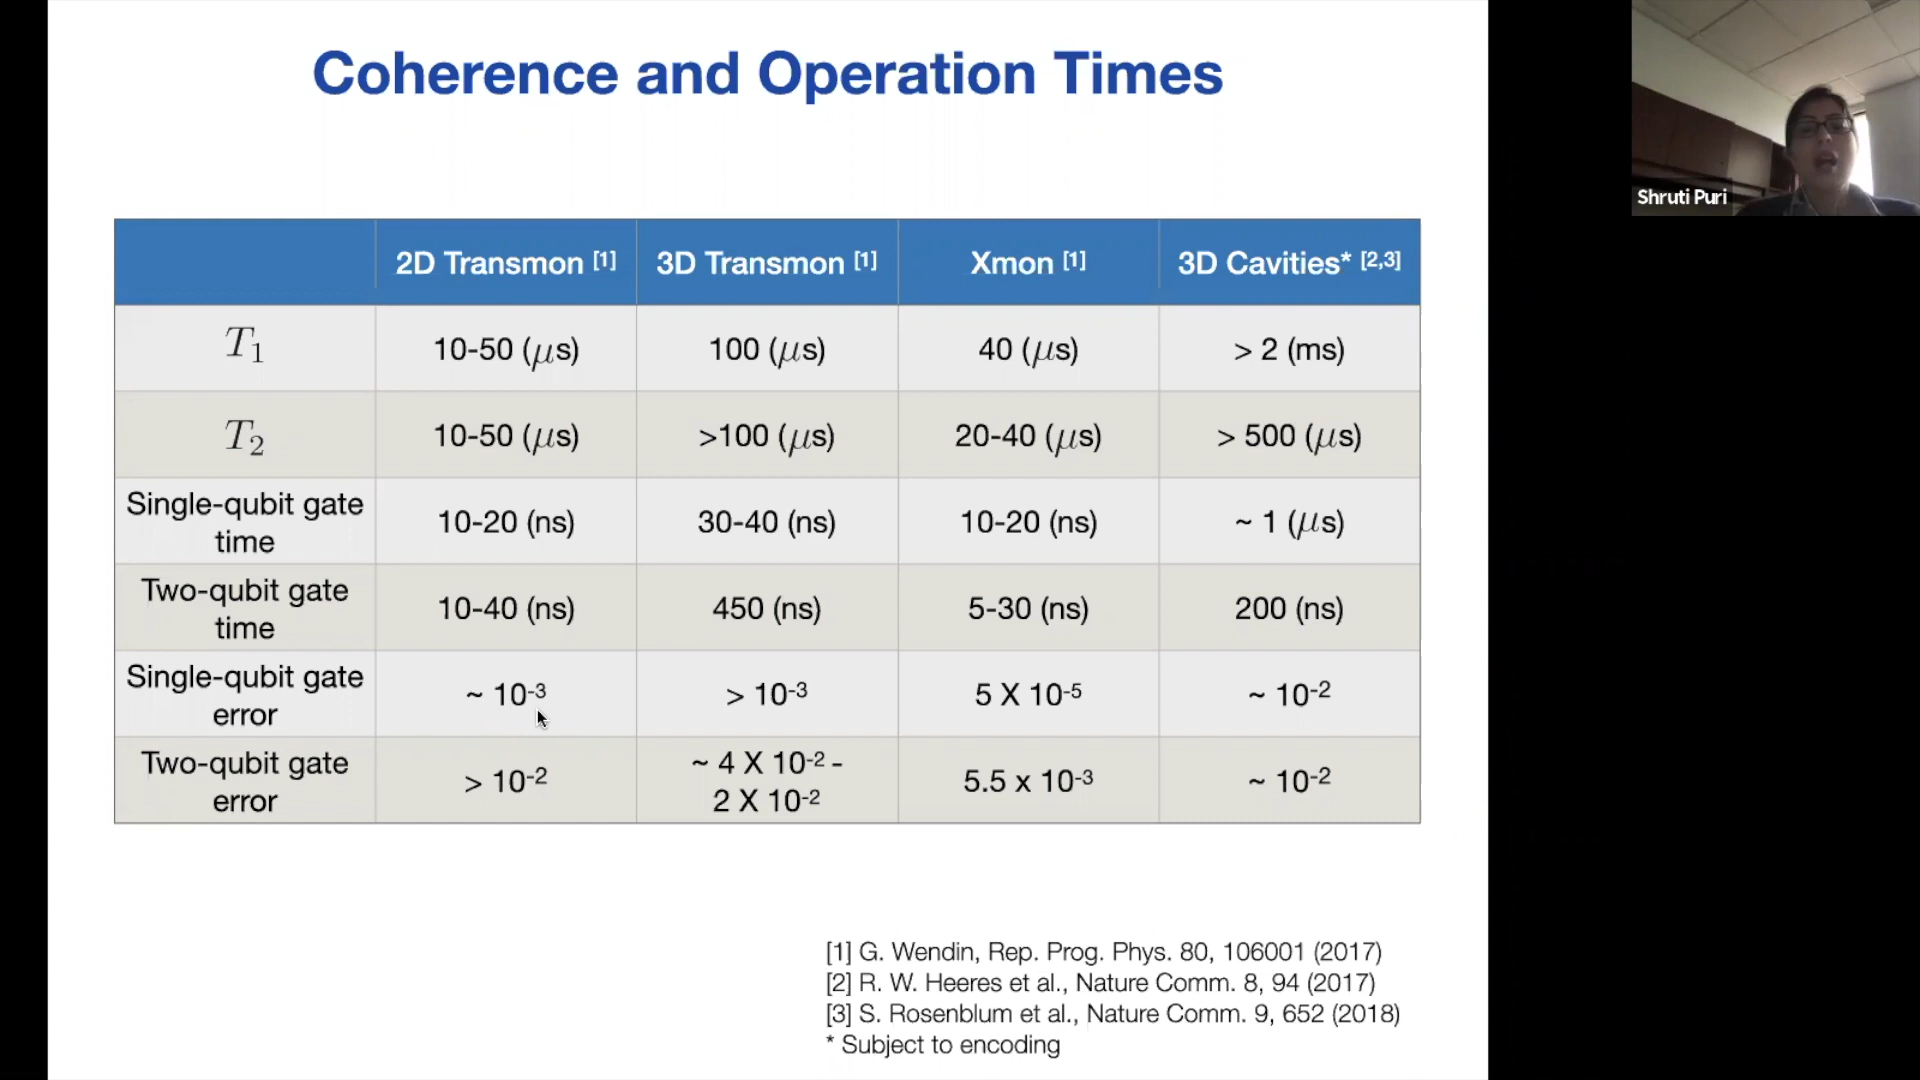 Coherence and Operation Times
Shruti Puri
2D Transmon [1] 3D Transmon [1] Xmon [1] 3D Cavities* [2,3]
T1 10-50 (μs) 100 (μs) 40 (μs) > 2 (ms)
T2 10-50 (μs) >100 (μs) 20-40 (μs) > 500 (μs)
Single-qubit gate
time 10-20 (ns) 30-40 (ns) 10-20 (ns) ~ 1 (μs)
Two-qubit gate
time 10-40 (ns) 450 (ns) 5-30 (ns) 200 (ns)
Single-qubit gate
error ~ 10-3 > 10-3 5 X 10-5 ~ 10-2
Two-qubit gate
error > 10-2 ~ 4 X 10-2 -
2 X 10-2 5.5 x 10-3 ~ 10-2
[1] G. Wendin, Rep. Prog. Phys. 80, 106001 (2017)
[2] R. W. Heeres et al., Nature Comm. 8, 94 (2017)
[3] S. Rosenblum et al., Nature Comm. 9, 652 (2018)
* Subject to encoding